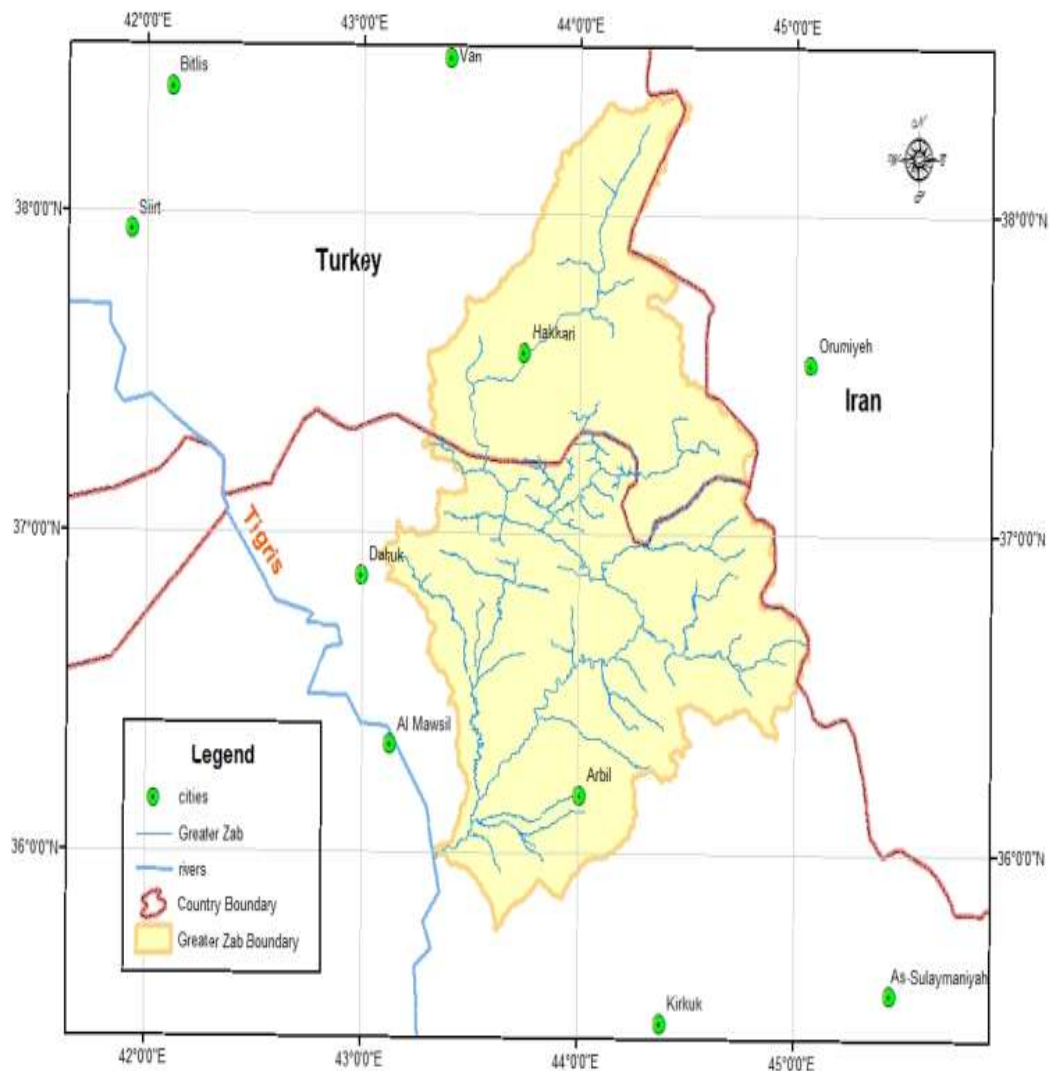 42°0'0"E 43°0'0"E 44°0'0"E 45°0'0"E
Van
Bitlis
38°0'0"N
Siirt
38°0'0"N
Turkey
Hakkari
Orumiyeh
Iran
37°0'0"N
Tigris
37°0'0"N
Dahuk
Al Mawsil
Legend
Arbil
cities
Greater Zab
36°0'0"N
36°0'0"N
rivers
Country Boundary
Greater Zab Boundary
As-Sulaymaniyah
Kirkuk
42°0'0"E 43°0'0"E 44°0'0"E 45°0'0"E